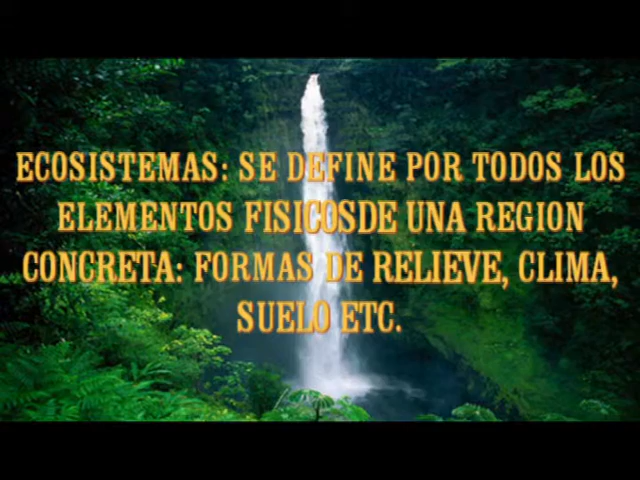 ECOSISTEMAS: SE DEFINE POR TODOS LOS
ELEMENTOS FISICOSDE UNA REGION
CONCRETA: FORMAS DE RELIEVE, CLIMA,
SUELO ETC.